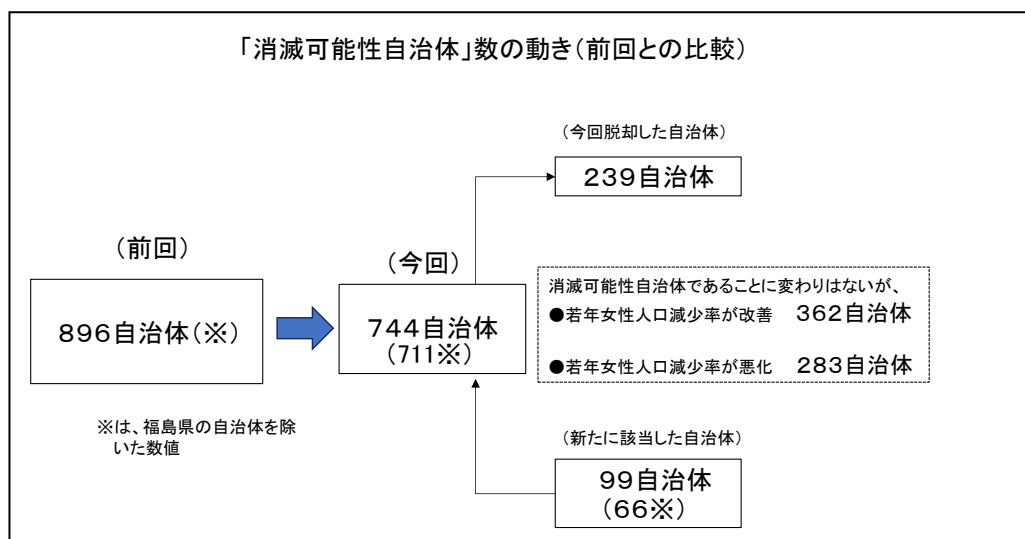 「消滅可能性自治体」数の動き(前回との比較)
(今回脱却した自治体)
239自治体
(前回)
896自治体(※)
(今回)
744自治体
(711※)
消滅可能性自治体であることに変わりはないが、
●若年女性人口減少率が改善 362自治体
●若年女性人口減少率が悪化 283自治体
※は、福島県の自治体を除
いた数値
(新たに該当した自治体)
99自治体
(66※)